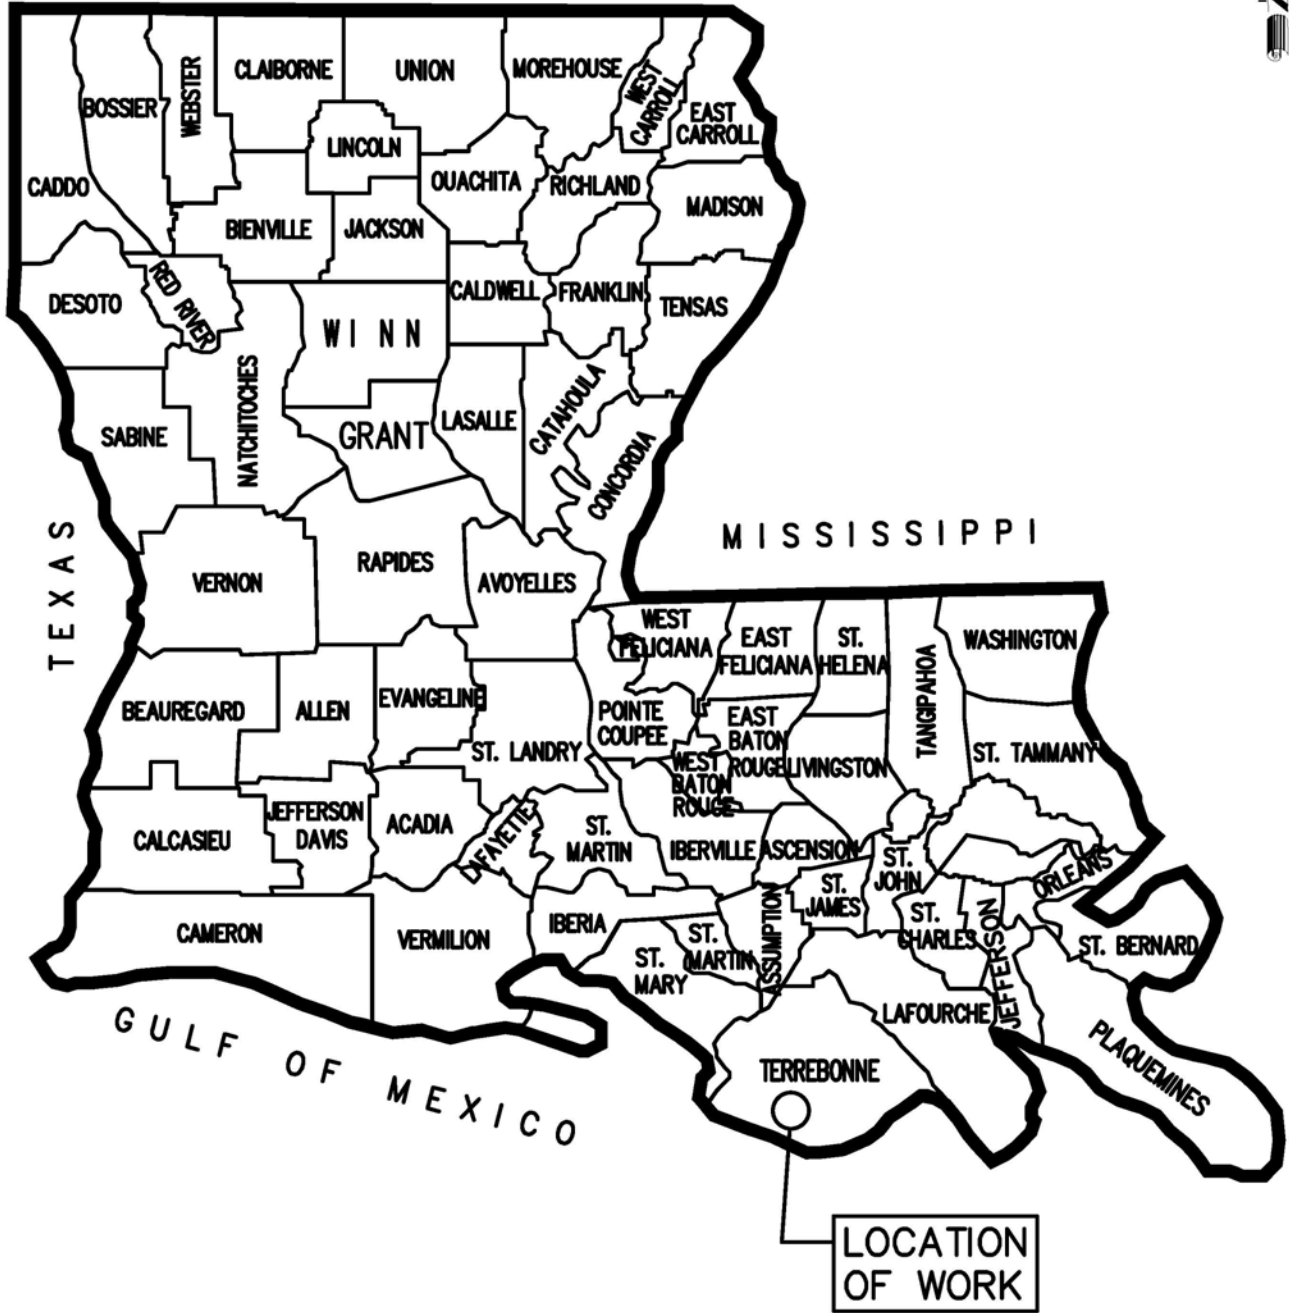 CLAIBORNE
UNION
MOREHOUSE
WEST
CARROLL
EAST
CARROLL
BOSSIER
WEBSTER
LINCOLN
CADDO
OUACHITA
RICHLAND
MADISON
BIENVILLE
JACKSON
RED RIVER
DESOTO
CALDWELL
FRANKLIN
TENSAS
WINN
NATCHITOCHES
SABINE
GRANT
LASALLE
CATAHOULA
CONCORDIA
TEXAS
MISSISSIPPI
VERNON
RAPIDES
AVOYELLES
WEST
FELICIANA
EAST
FELICIANA
ST.
HELENA
TANGIPAHOA
WASHINGTON
BEAUREGARD
ALLEN
EVANGELINE
ST. LANDRY
POINTE
COUPEE
EAST
BATON
ROUGE
LIVINGSTON
ST. TAMMANY
WEST
BATON
ROUGE
CALCASIEU
JEFFERSON
DAVIS
ACADIA
LAFAYETTE
ST.
MARTIN
IBERVILLE
ASCENSION
ST.
JOHN
ORLEANS
ST.
JAMES
CAMERON
VERMILION
IBERIA
ST.
MARTIN
ASSUMPTION
ST.
CHARLES
JEFFERSON
ST. BERNARD
ST.
MARY
LAFOURCHE
TERREBONNE
PLAQUEMINES
GULF OF MEXICO
LOCATION
OF WORK